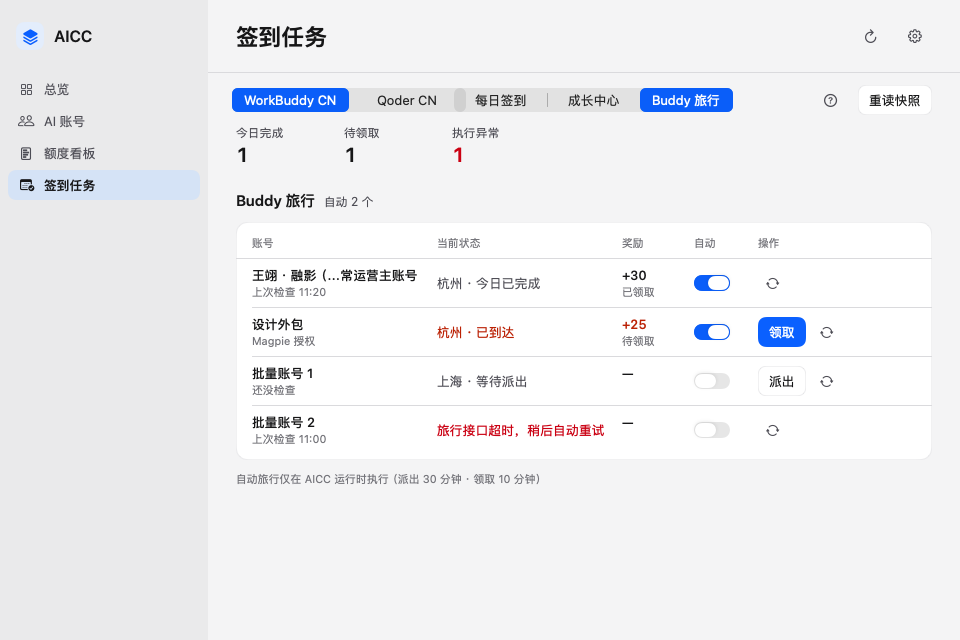 AICC
总览
AI 账号
额度看板
签到任务
签到任务
WorkBuddy CN
Qoder CN
每日签到
成长中心
Buddy 旅行
重读快照
今日完成
待领取
执行异常
1
1
1
Buddy 旅行 自动 2 个
账号 当前状态 奖励 自动 操作
王翊 · 融影 (…常运营主账号
上次检查 11:20
杭州 · 今日已完成
+30
已领取
设计外包
Magpie 授权
杭州 · 已到达
+25
待领取
领取
批量账号 1
还没检查
上海 · 等待派出
—
派出
批量账号 2
上次检查 11:00
旅行接口超时，稍后自动重试
—
自动旅行仅在 AICC 运行时执行 (派出 30 分钟 · 领取 10 分钟)